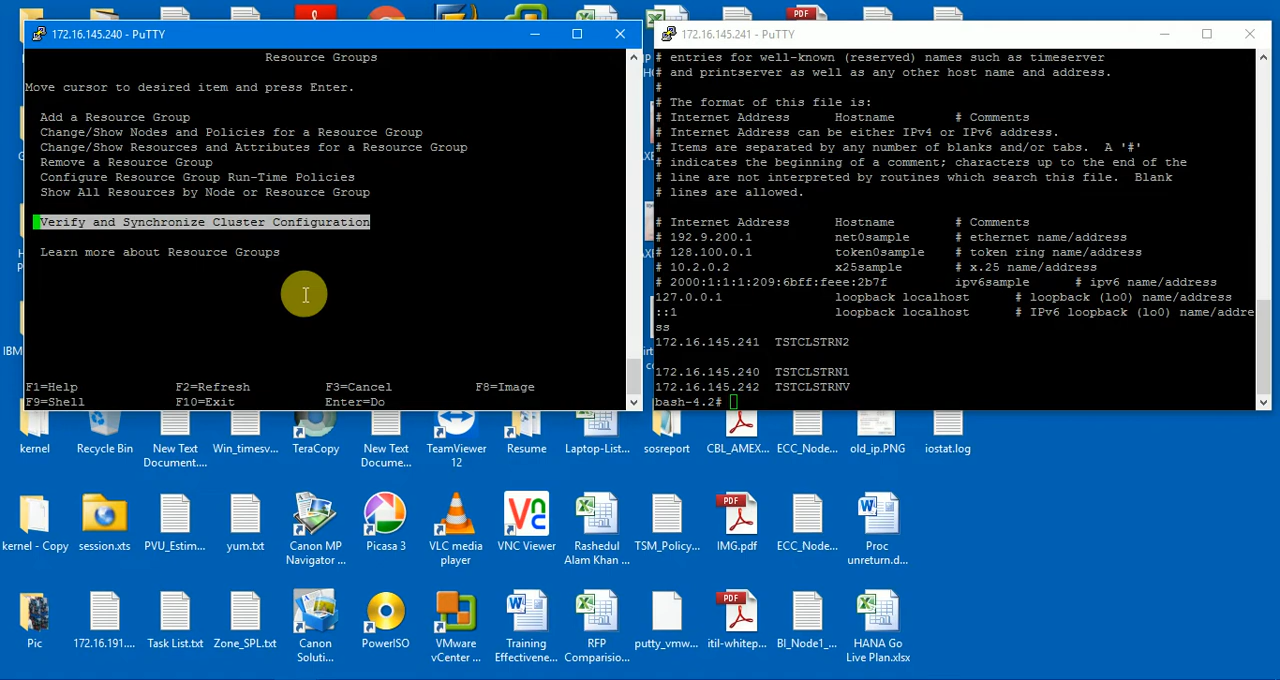 172.16.145.240 - PuTTY
Resource Groups
Move cursor to desired item and press Enter.
Add a Resource Group
Change/Show Nodes and Policies for a Resource Group
Change/Show Resources and Attributes for a Resource Group
Remove a Resource Group
Configure Resource Group Run-Time Policies
Show All Resources by Node or Resource Group
Verify and Synchronize Cluster Configuration
Learn more about Resource Groups
F1=Help F2=Refresh F3=Cancel F8=Image
F9=Shell F10=Exit Enter=Do
172.16.145.241 - PuTTY
# entries for well-known (reserved) names such as timeserver
# and printserver as well as any other host name and address.
#
# The format of this file is:
# Internet Address Hostname # Comments
# Internet Address can be either IPv4 or IPv6 address.
# Items are separated by any number of blanks and/or tabs. A '#'
# indicates the beginning of a comment; characters up to the end of the
# line are not interpreted by routines which search this file. Blank
# lines are allowed.
# Internet Address Hostname # Comments
# 192.9.200.1 net0sample # ethernet name/address
# 128.100.0.1 token0sample # token ring name/address
# 10.2.0.2 x25sample # x.25 name/address
# 2000:1:1:1:209:6bff:feee:2b7f ipv6sample # ipv6 name/address
127.0.0.1 loopback localhost # loopback (lo0) name/address
::1 loopback localhost # IPv6 loopback (lo0) name/addre
ss
172.16.145.241 TSTCLSTRN2
172.16.145.240 TSTCLSTRN1
172.16.145.242 TSTCLSTRNV
bash-4.2#
PDF
IBM
kernel
Recycle Bin
New Text
Document....
Win_timesv...
TeraCopy
New Text
Docume...
TeamViewer
12
Resume
Laptop-List...
sosreport
CBL_AMEX...
ECC_Node...
old_ip.PNG
iostat.log
kernel - Copy
session.xts
PVU_Estim...
yum.txt
Canon MP
Navigator ...
Picasa 3
VLC media
player
VNC Viewer
Rashedul
Alam Khan ...
TSM_Policy...
PDF
IMG.pdf
ECC_Node...
Proc
unreturn.d...
Pic
172.16.191....
Task List.txt
Zone_SPL.txt
Canon
Soluti...
PowerISO
VMware
vCenter ...
Training
Effectivene...
RFP
Comparision...
putty_vmw...
PDF
itil-whitep...
BI_Node1_...
HANA Go
Live Plan.xlsx